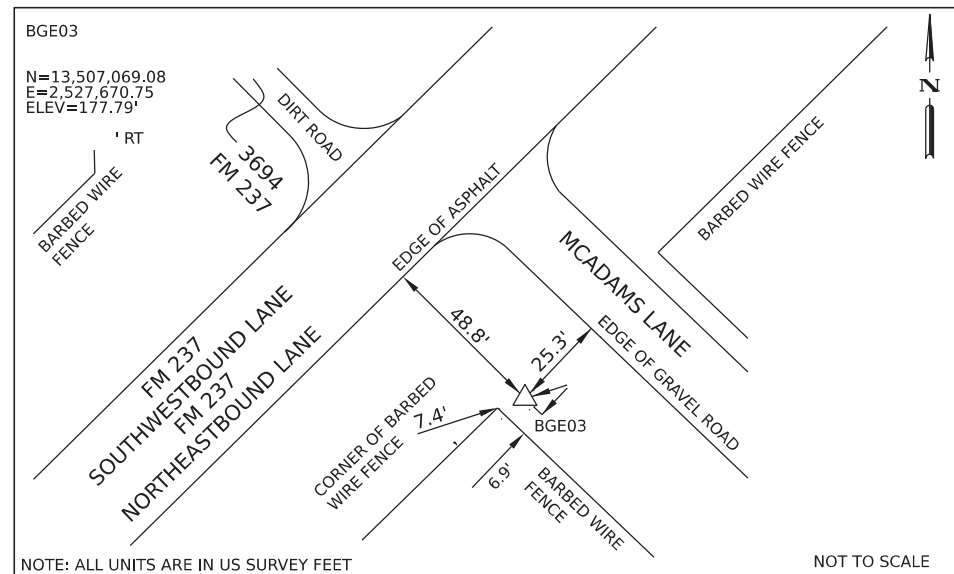 BGE03
N=13,507,069.08
E=2,527,670.75
ELEV=177.79'
' RT
BARBED WIRE
FENCE
DIRT ROAD
3694
FM 237
N
EDGE OF ASPHALT
BARBED WIRE FENCE
MCADAMS LANE
FM 237
SOUTHWESTBOUND LANE
FM 237
NORTHEASTBOUND LANE
48.8'
25.3'
EDGE OF GRAVEL ROAD
BGE03
CORNER OF BARBED
WIRE FENCE
7.4'
6.9'
BARBED WIRE
FENCE
NOTE: ALL UNITS ARE IN US SURVEY FEET
NOT TO SCALE